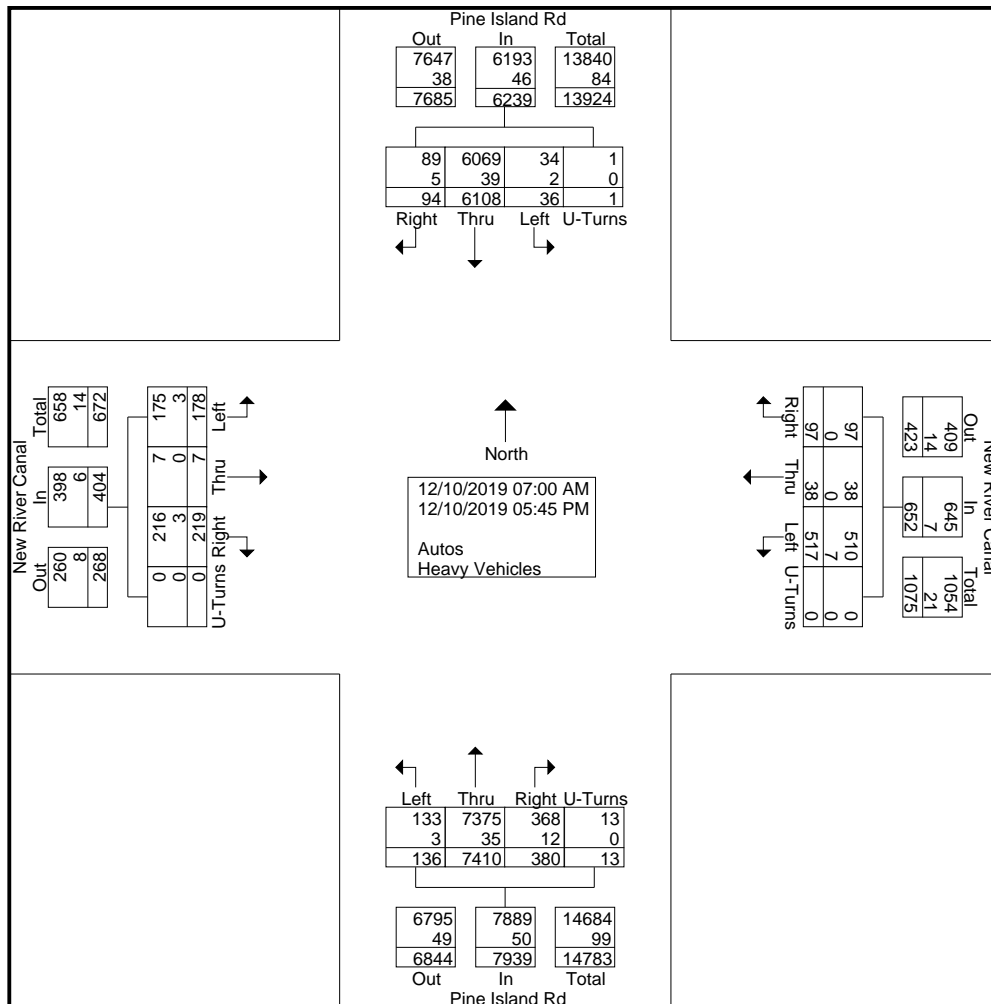 Pine Island Rd
Out In Total
7647 6193 13840
38 46 84
7685 6239 13924
89 6069 34 1
5 39 2 0
94 6108 36 1
Right Thru Left U-Turns
New River Canal
Total In Out
658 398 260
14 6 8
672 404 268
175 7 216 0
3 0 3 0
178 7 219 0
Left Thru Right U-Turns
North
12/10/2019 07:00 AM
12/10/2019 05:45 PM
Autos
Heavy Vehicles
Right Thru Left U-Turns
97 38 517 0
0 0 7 0
97 38 510 0
423 652 1075
14 7 21
409 645 1054
Out In Total
New River Canal
Left Thru Right U-Turns
133 7375 368 13
3 35 12 0
136 7410 380 13
6795 7889 14684
49 50 99
6844 7939 14783
Out In Total
Pine Island Rd